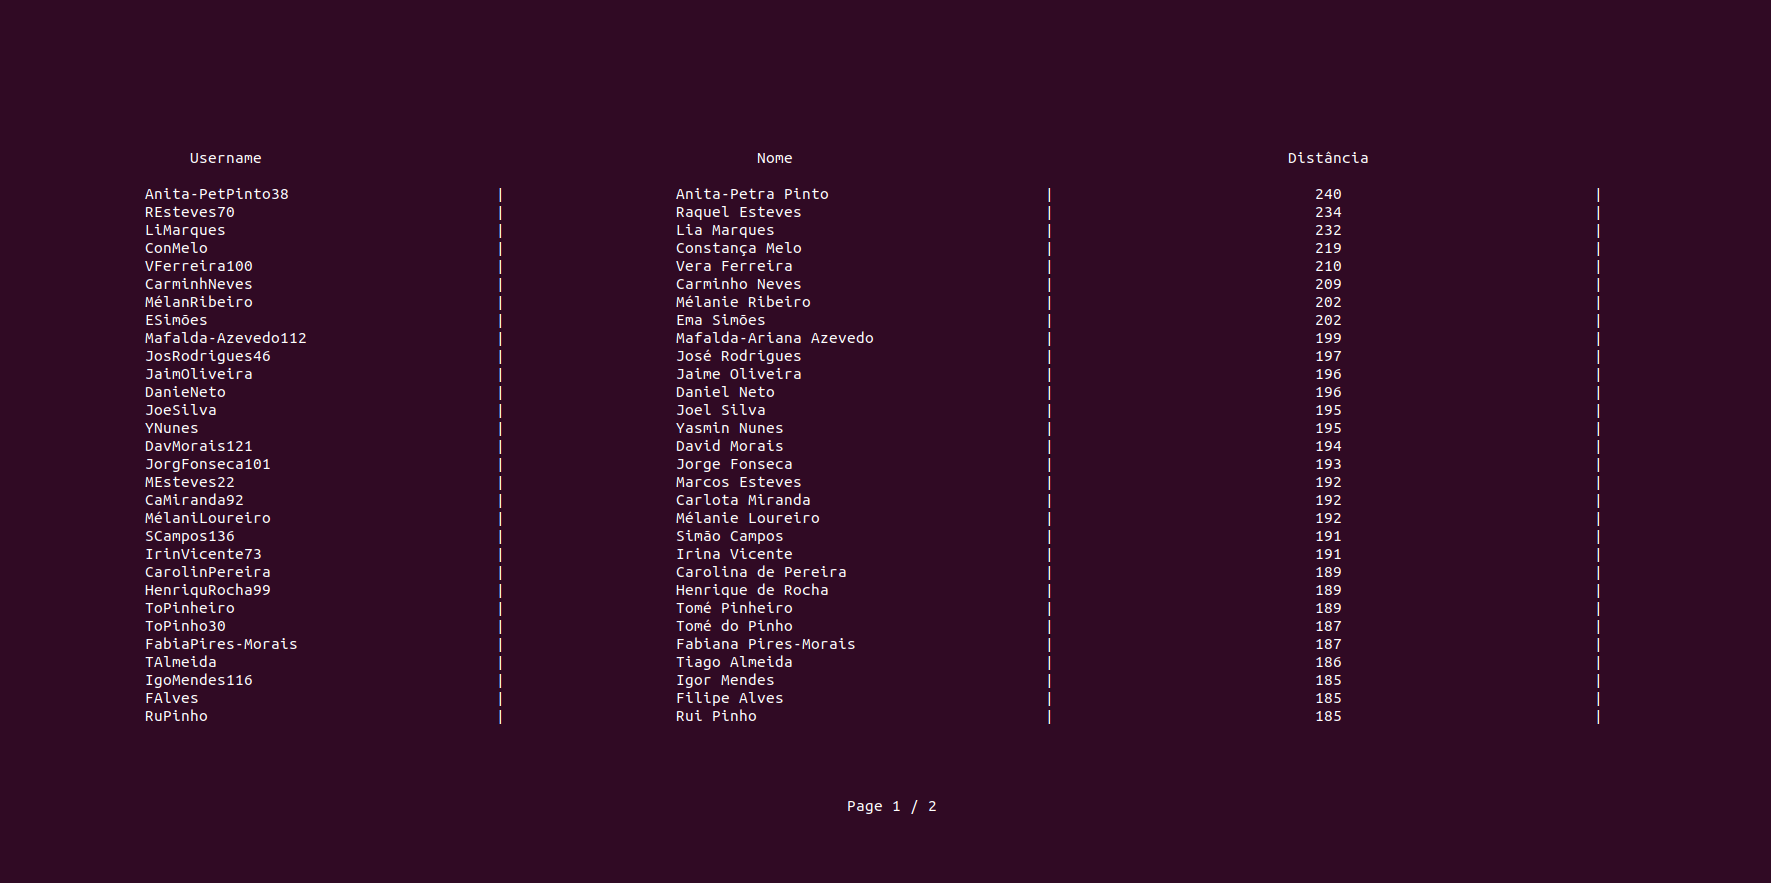 Username Nome Distância
Anita-PetPinto38 | Anita-Petra Pinto | 240 |
REsteves70 | Raquel Esteves | 234 |
LiMarques | Lia Marques | 232 |
ConMelo | Constança Melo | 219 |
VFerreira100 | Vera Ferreira | 210 |
CarminhNeves | Carminho Neves | 209 |
MélanRibeiro | Mélanie Ribeiro | 202 |
ESimões | Ema Simões | 202 |
Mafalda-Azevedo112 | Mafalda-Ariana Azevedo | 199 |
JosRodrigues46 | José Rodrigues | 197 |
JaimOliveira | Jaime Oliveira | 196 |
DanieNeto | Daniel Neto | 196 |
JoeSilva | Joel Silva | 195 |
YNunes | Yasmin Nunes | 195 |
DavMorais121 | David Morais | 194 |
JorgFonseca101 | Jorge Fonseca | 193 |
MEsteves22 | Marcos Esteves | 192 |
CaMiranda92 | Carlota Miranda | 192 |
MélaniLoureiro | Mélanie Loureiro | 192 |
SCampos136 | Simão Campos | 191 |
IrinVicente73 | Irina Vicente | 191 |
CarolinPereira | Carolina de Pereira | 189 |
HenriquRocha99 | Henrique de Rocha | 189 |
ToPinheiro | Tomé Pinheiro | 189 |
ToPinho30 | Tomé do Pinho | 187 |
FabiaPires-Morais | Fabiana Pires-Morais | 187 |
TAlmeida | Tiago Almeida | 186 |
IgoMendes116 | Igor Mendes | 185 |
FAlves | Filipe Alves | 185 |
RuPinho | Rui Pinho | 185 |
Page 1 / 2